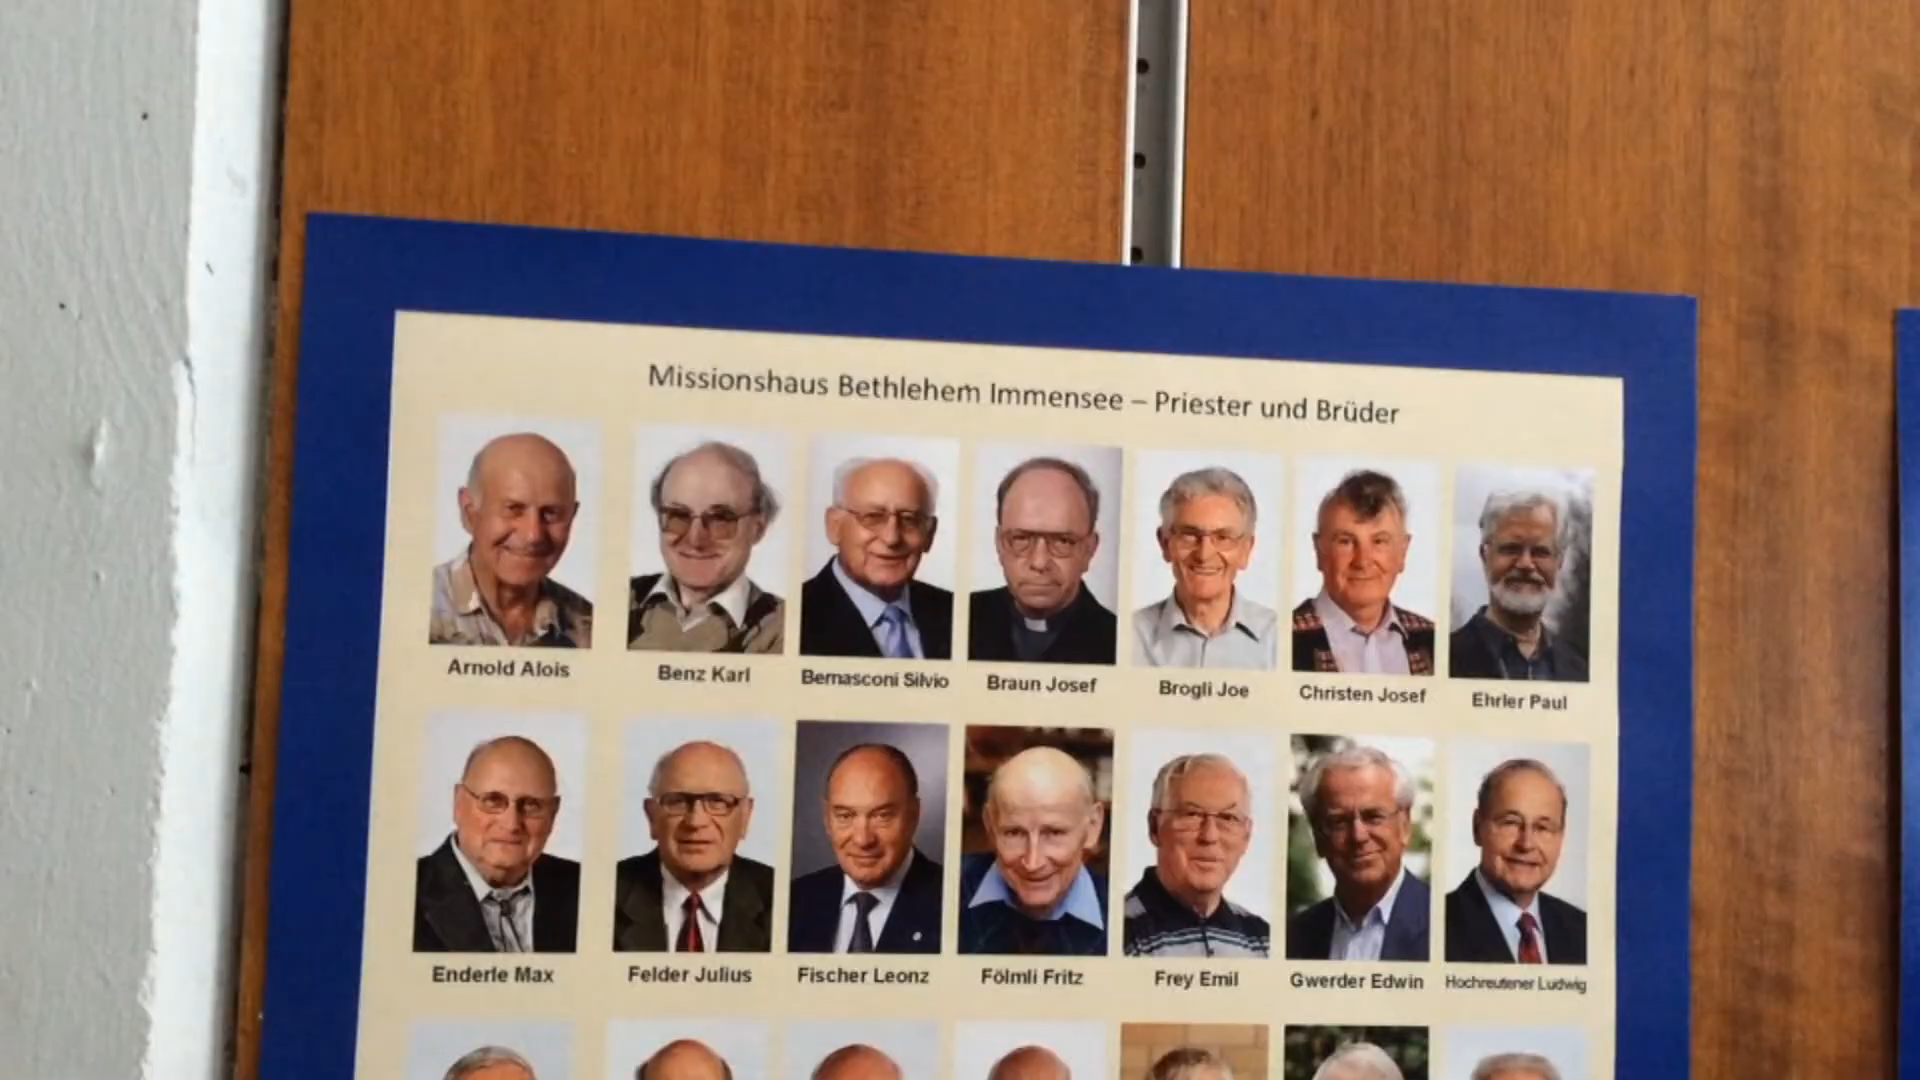 Missionshaus Bethlehem Immensee – Priester und Brüder
Arnold Alois
Benz Karl
Bernasconi Silvio
Braun Josef
Brogli Joe
Christen Josef
Ehrler Paul
Enderle Max
Felder Julius
Fischer Leonz
Fölmli Fritz
Frey Emil
Gwerder Edwin
Hochreutener Ludwig